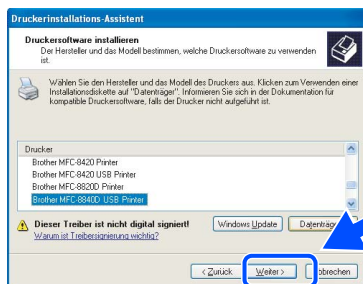 Druckerinstallations-Assistent
Druckersoftware installieren
Der Hersteller und das Modell bestimmen, welche Druckersoftware zu verwenden
ist.
Wählen Sie den Hersteller und das Modell des Druckers aus. Klicken zum Verwenden einer
Installationsdiskette auf "Datenträger". Informieren Sie sich in der Dokumentation für
kompatible Druckersoftware, falls der Drucker nicht aufgeführt ist.
Drucker
Brother MFC-8420 Printer
Brother MFC-8420 USB Printer
Brother MFC-8820D Printer
Brother MFC-8840D USB Printer
Dieser Treiber ist nicht digital signiert!
Warum ist Treibersignierung wichtig?
Windows Update
Datenträg
< Zurück
Weiter >
bbrechen